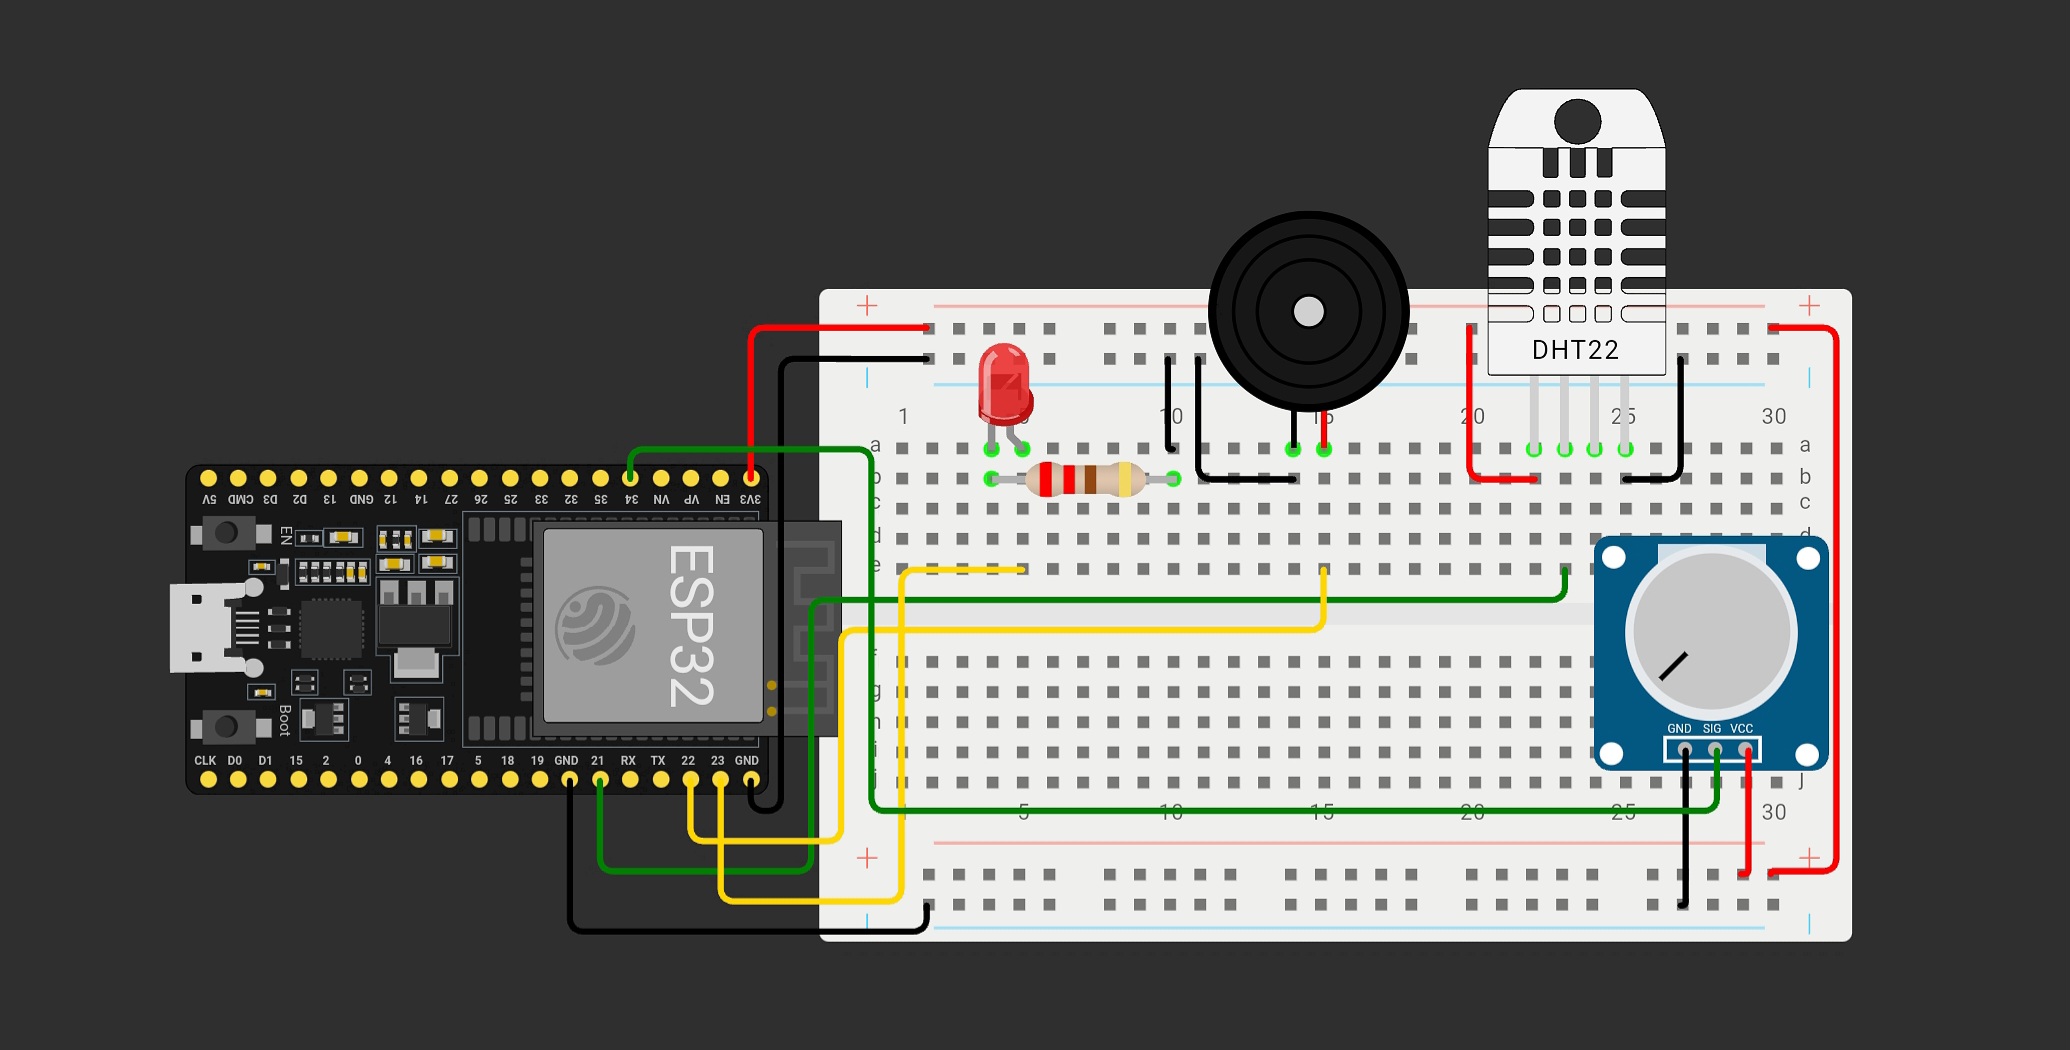 DHT22
+ +
1 5 10 15 20 25 30
a a
b b
c c
d d
e
5V CMD D3 D2 13 GND 12 14 27 26 25 33 32 35 34 VN VP EN 3V3
EN
ESP32
Boot
f
g
h
i
GND SIG VCC
j j
CLK D0 D1 15 2 0 4 16 17 5 18 19 GND 21 RX TX 22 23 GND
1 5 10 15 20 25 30
+ +